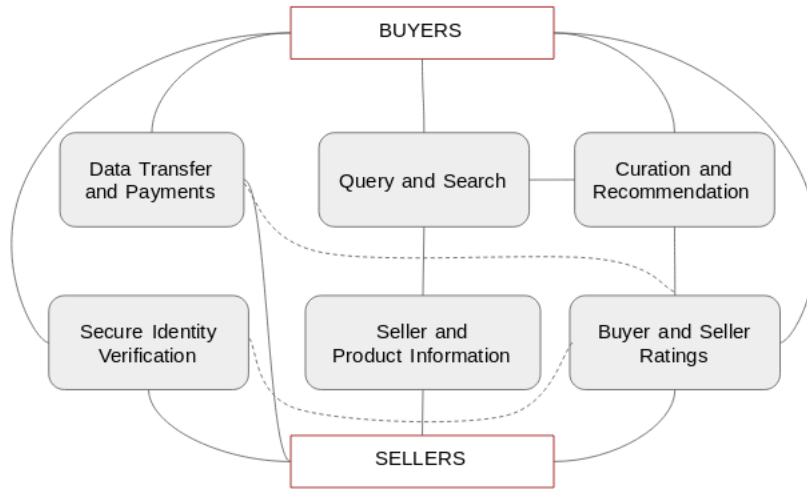 BUYERS
Data Transfer
and Payments
Query and Search
Curation and
Recommendation
Secure Identity
Verification
Seller and
Product Information
Buyer and Seller
Ratings
SELLERS